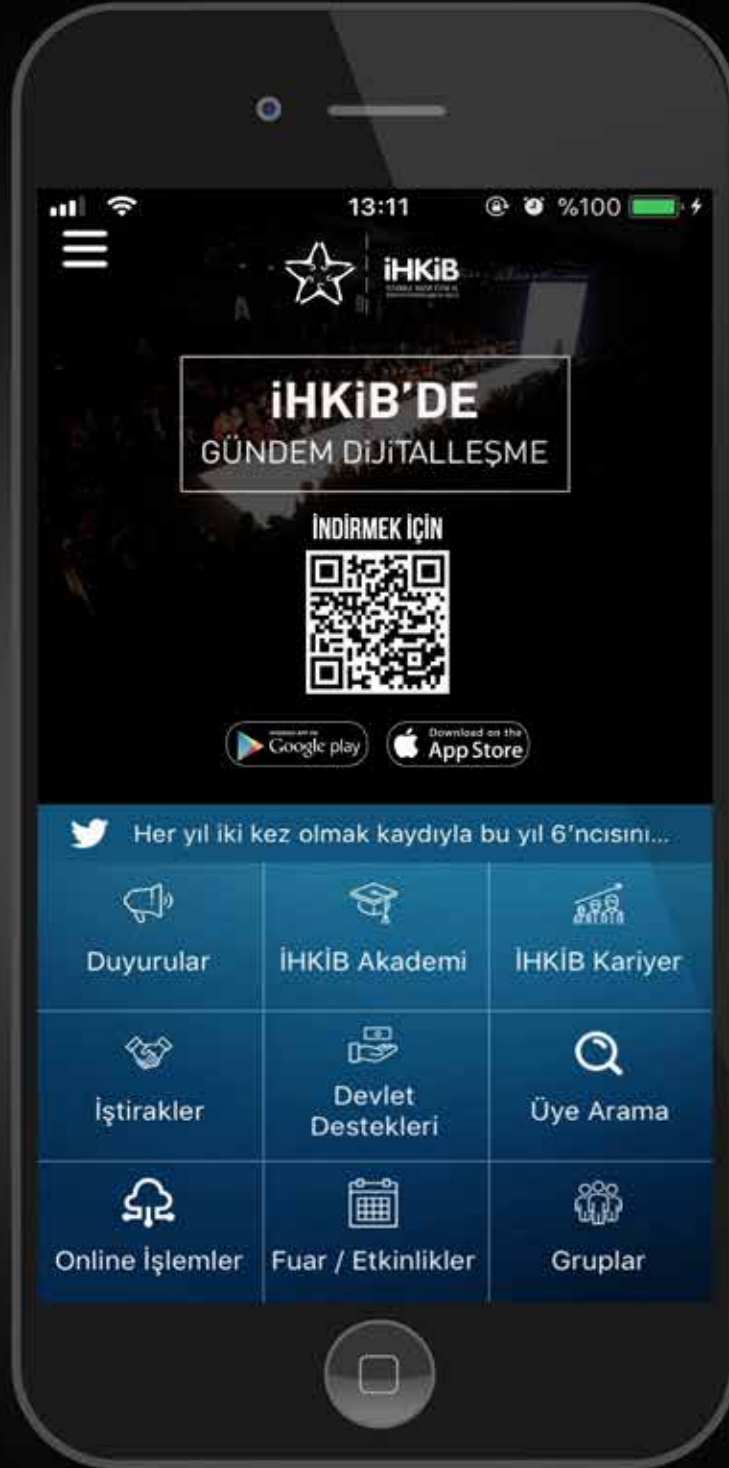 13:11 %100
iHKiB
iHKiB'DE
GÜNDEM DiJiTALLEŞME
İNDİRMEK İÇİN
Google play
Download on the
App Store
Her yıl iki kez olmak kaydıyla bu yıl 6'ncısını...
Duyurular
İHKİB Akademi
İHKİB Kariyer
İştirakler
Devlet
Destekleri
Üye Arama
Online İşlemler
Fuar / Etkinlikler
Gruplar